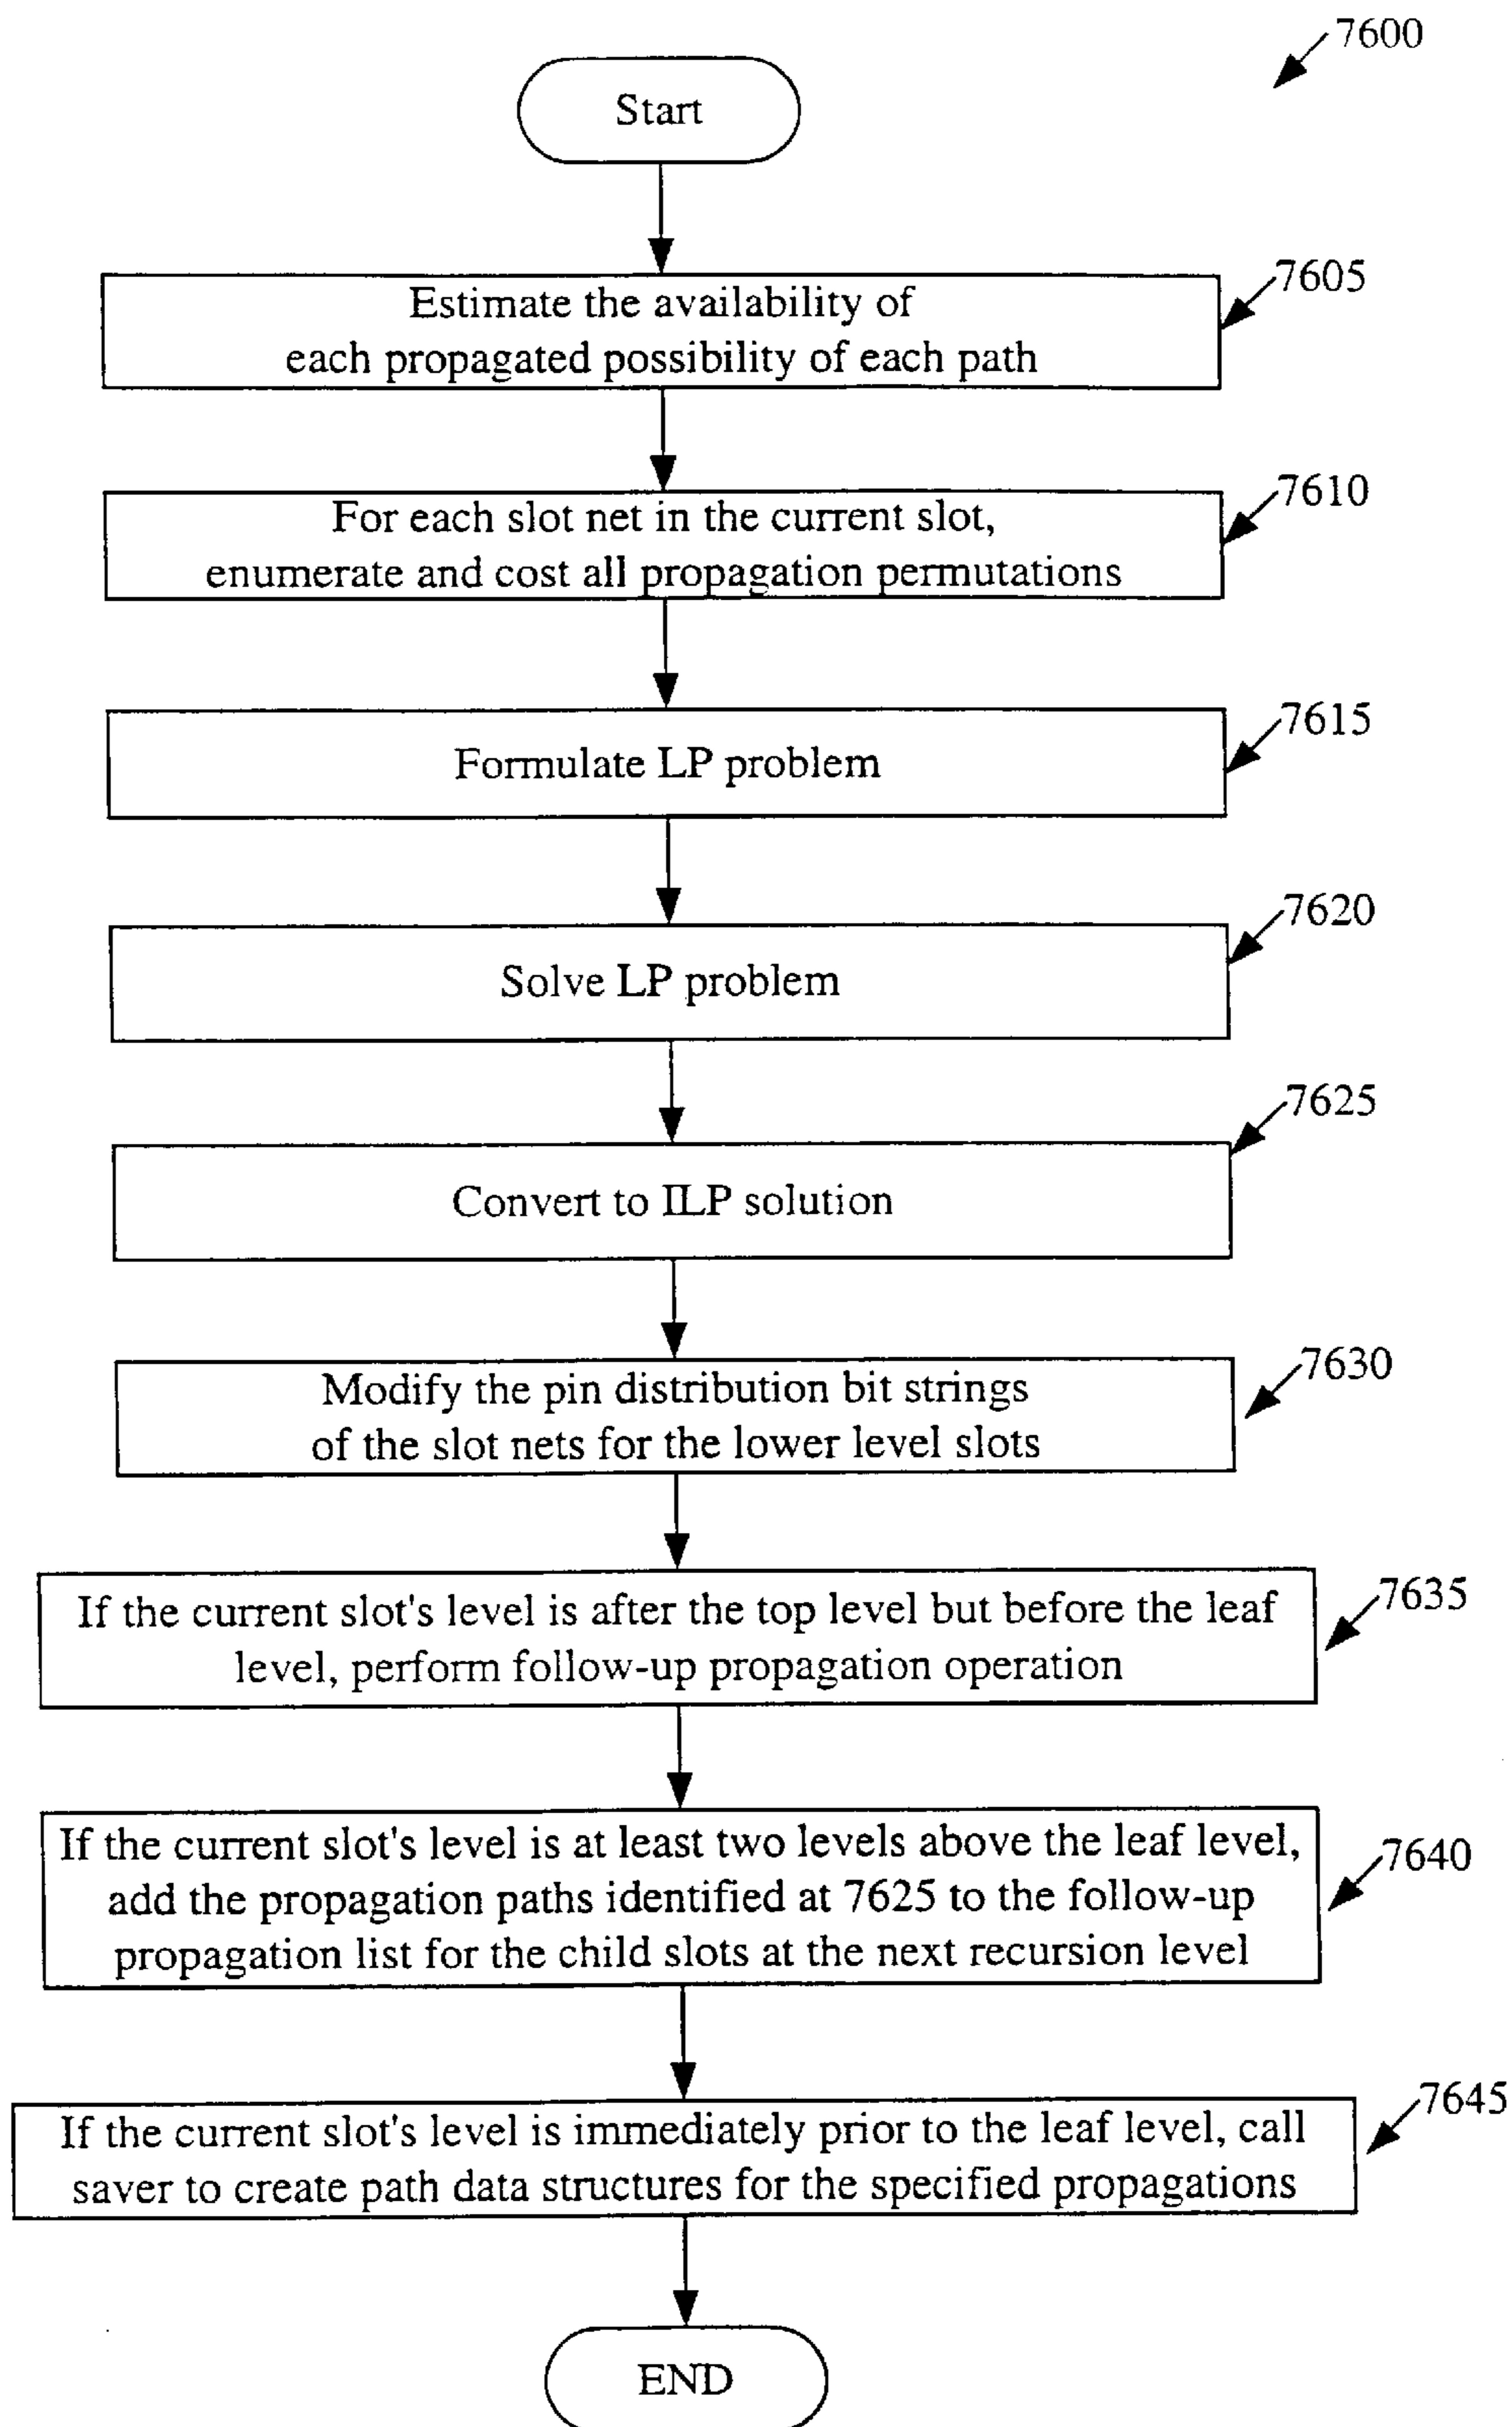 7600
Start
7605
Estimate the availability of
each propagated possibility of each path
7610
For each slot net in the current slot,
enumerate and cost all propagation permutations
7615
Formulate LP problem
7620
Solve LP problem
7625
Convert to ILP solution
7630
Modify the pin distribution bit strings
of the slot nets for the lower level slots
7635
If the current slot's level is after the top level but before the leaf
level, perform follow-up propagation operation
7640
If the current slot's level is at least two levels above the leaf level,
add the propagation paths identified at 7625 to the follow-up
propagation list for the child slots at the next recursion level
7645
If the current slot's level is immediately prior to the leaf level, call
saver to create path data structures for the specified propagations
END